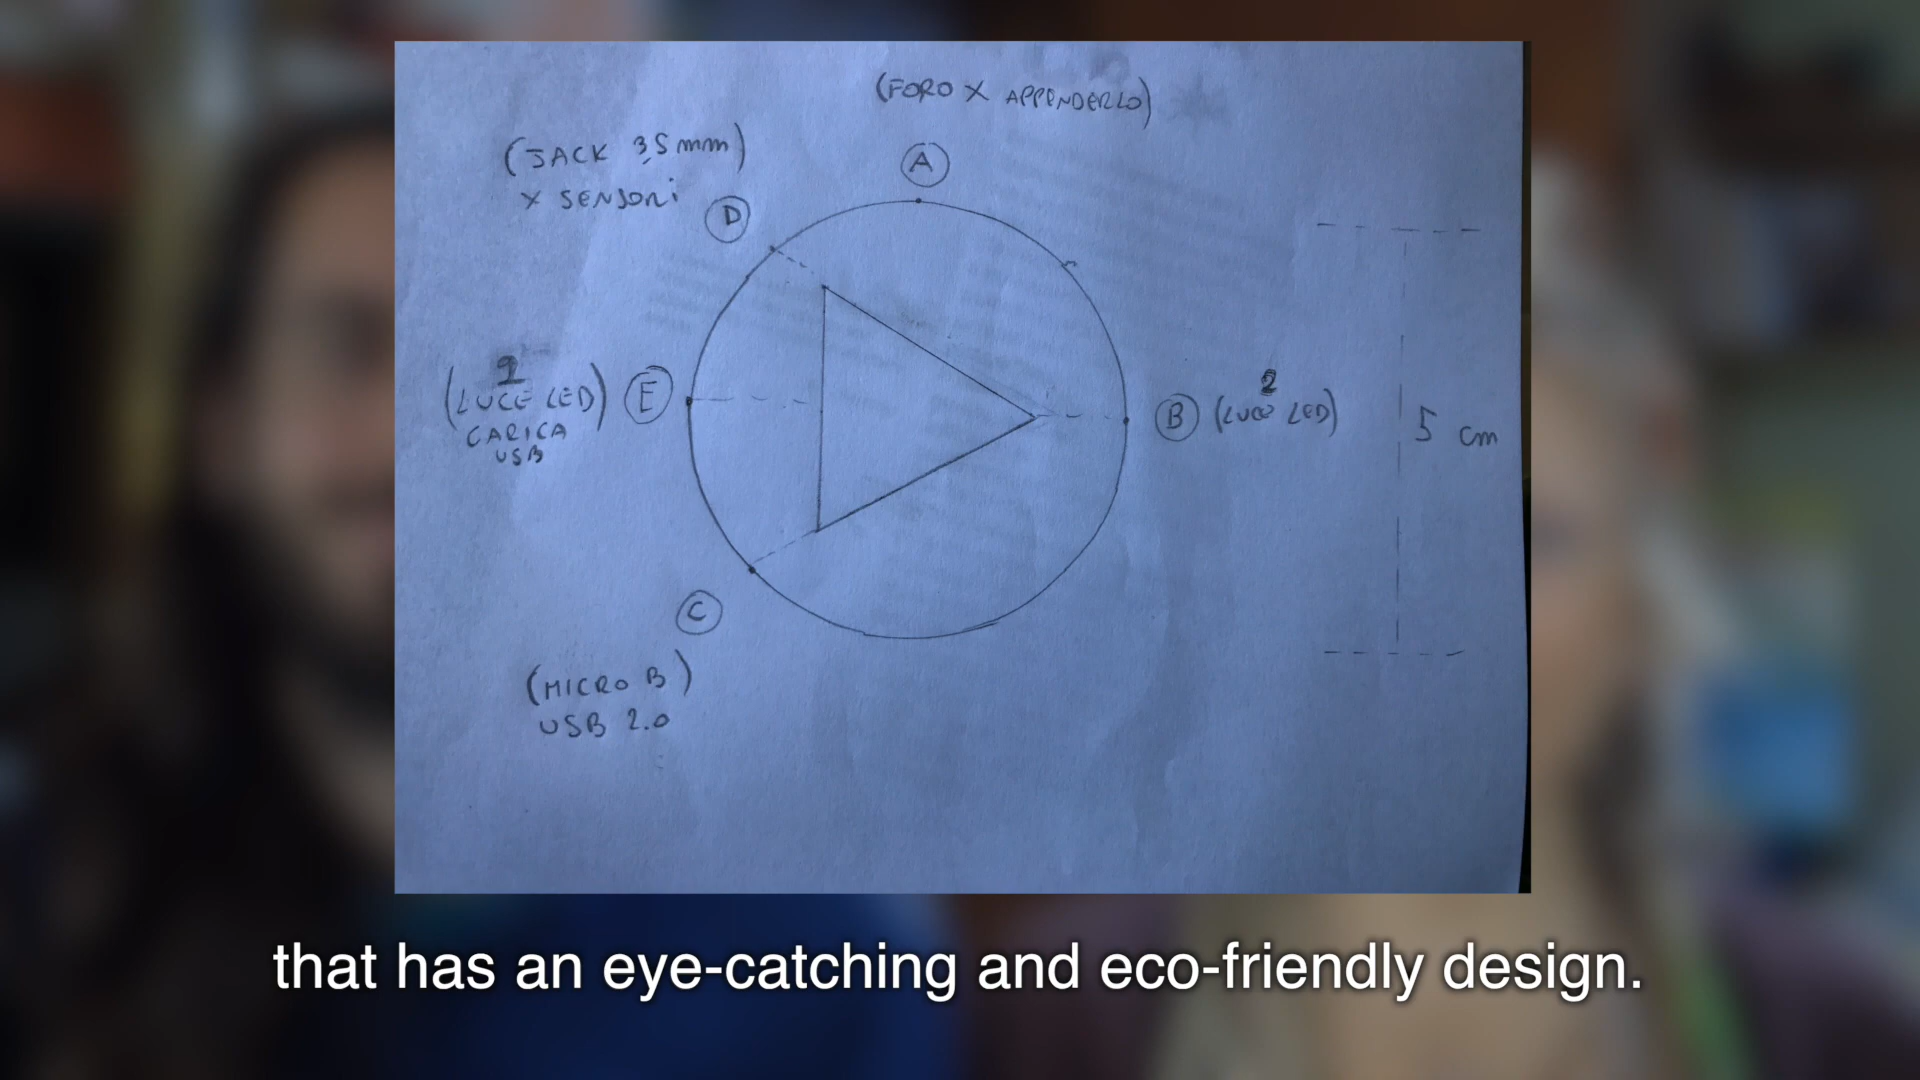 (FORO X APPENDERLO)
(JACK 3,5 mm)
X SENSORI
A
D
1
(LUCE LED)
CARICA
USB
E
B
2
(LUCE LED)
5 cm
C
(MICRO B)
USB 2.0
that has an eye-catching and eco-friendly design.